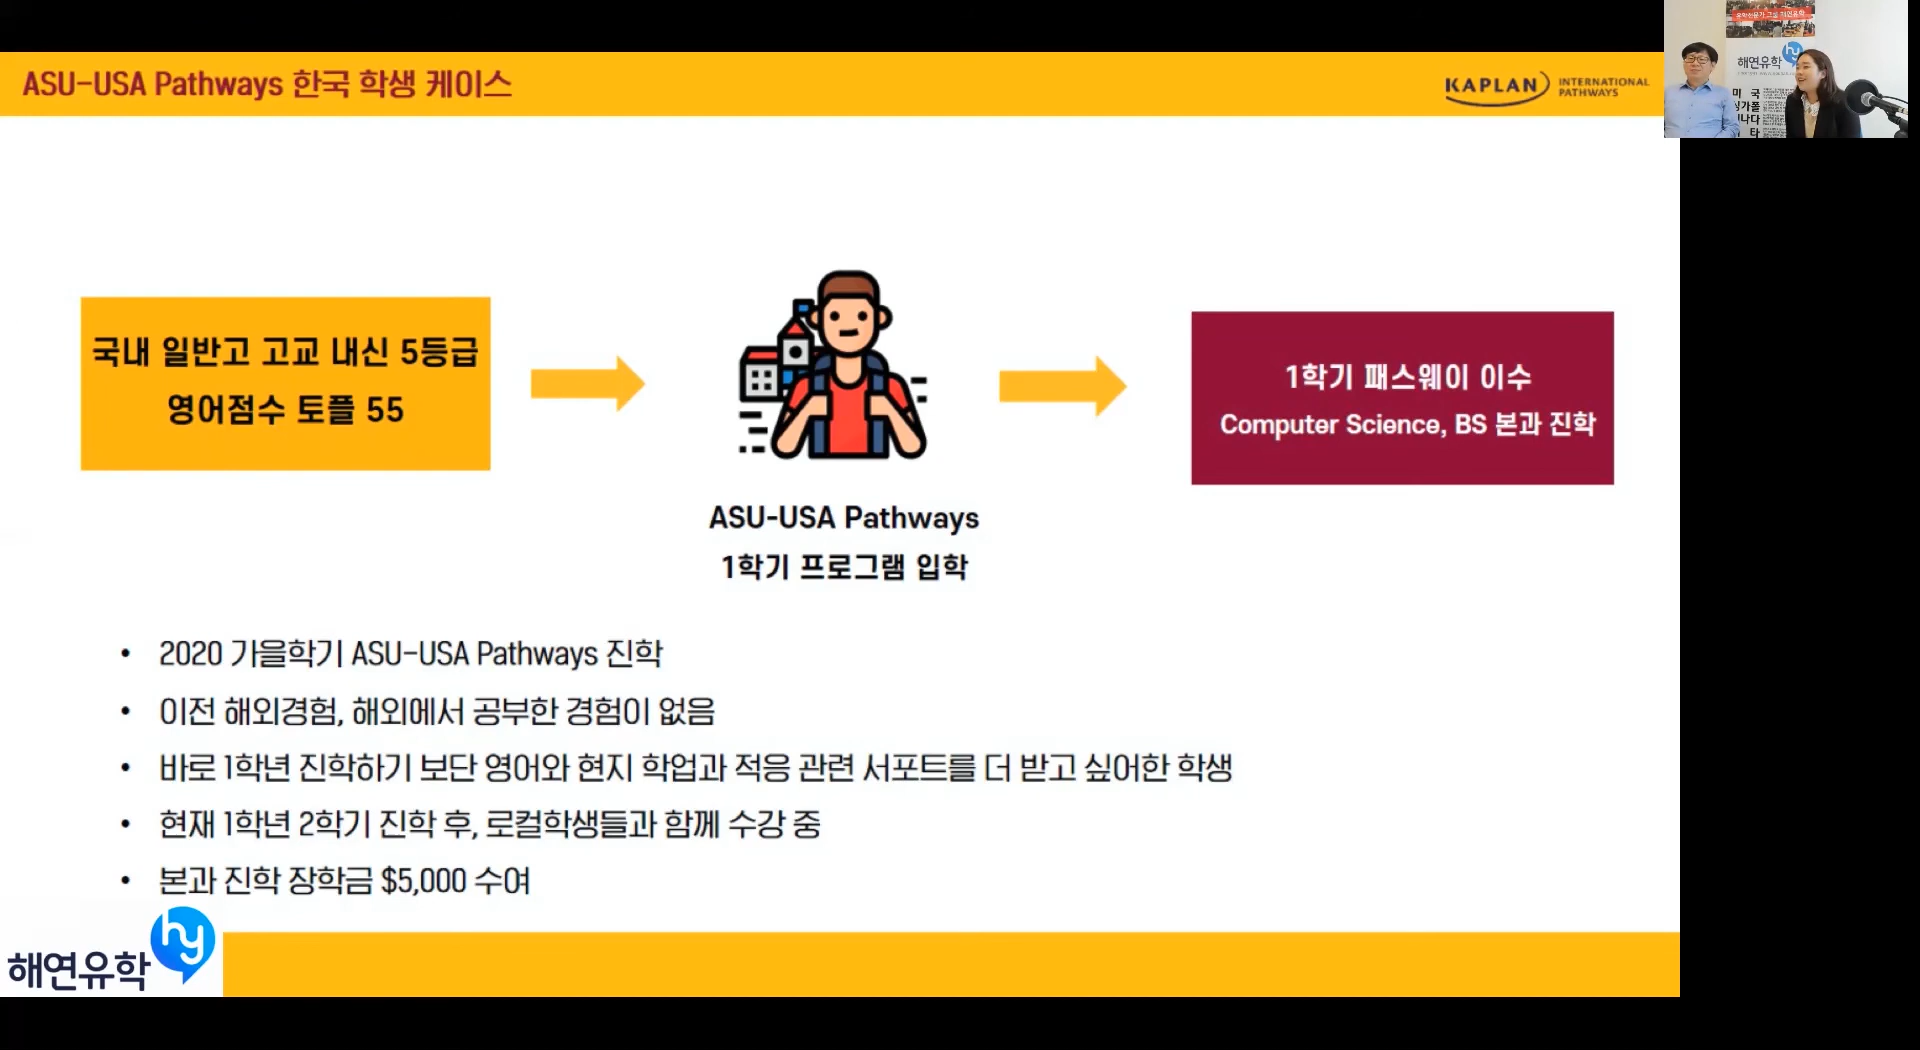 ASU-USA Pathways 한국 학생 케이스
KAPLAN INTERNATIONAL PATHWAYS
해연유학
hy
미 국
싱가폴
타
국내 일반고 고교 내신 5등급
영어점수 토플 55
ASU-USA Pathways
1학기 프로그램 입학
1학기 패스웨이 이수
Computer Science, BS 본과 진학
• 2020 가을학기 ASU-USA Pathways 진학
• 이전 해외경험, 해외에서 공부한 경험이 없음
• 바로 1학년 진학하기 보단 영어와 현지 학업과 적응 관련 서포트를 더 받고 싶어한 학생
• 현재 1학년 2학기 진학 후, 로컬학생들과 함께 수강 중
• 본과 진학 장학금 $5,000 수여
해연유학
hy